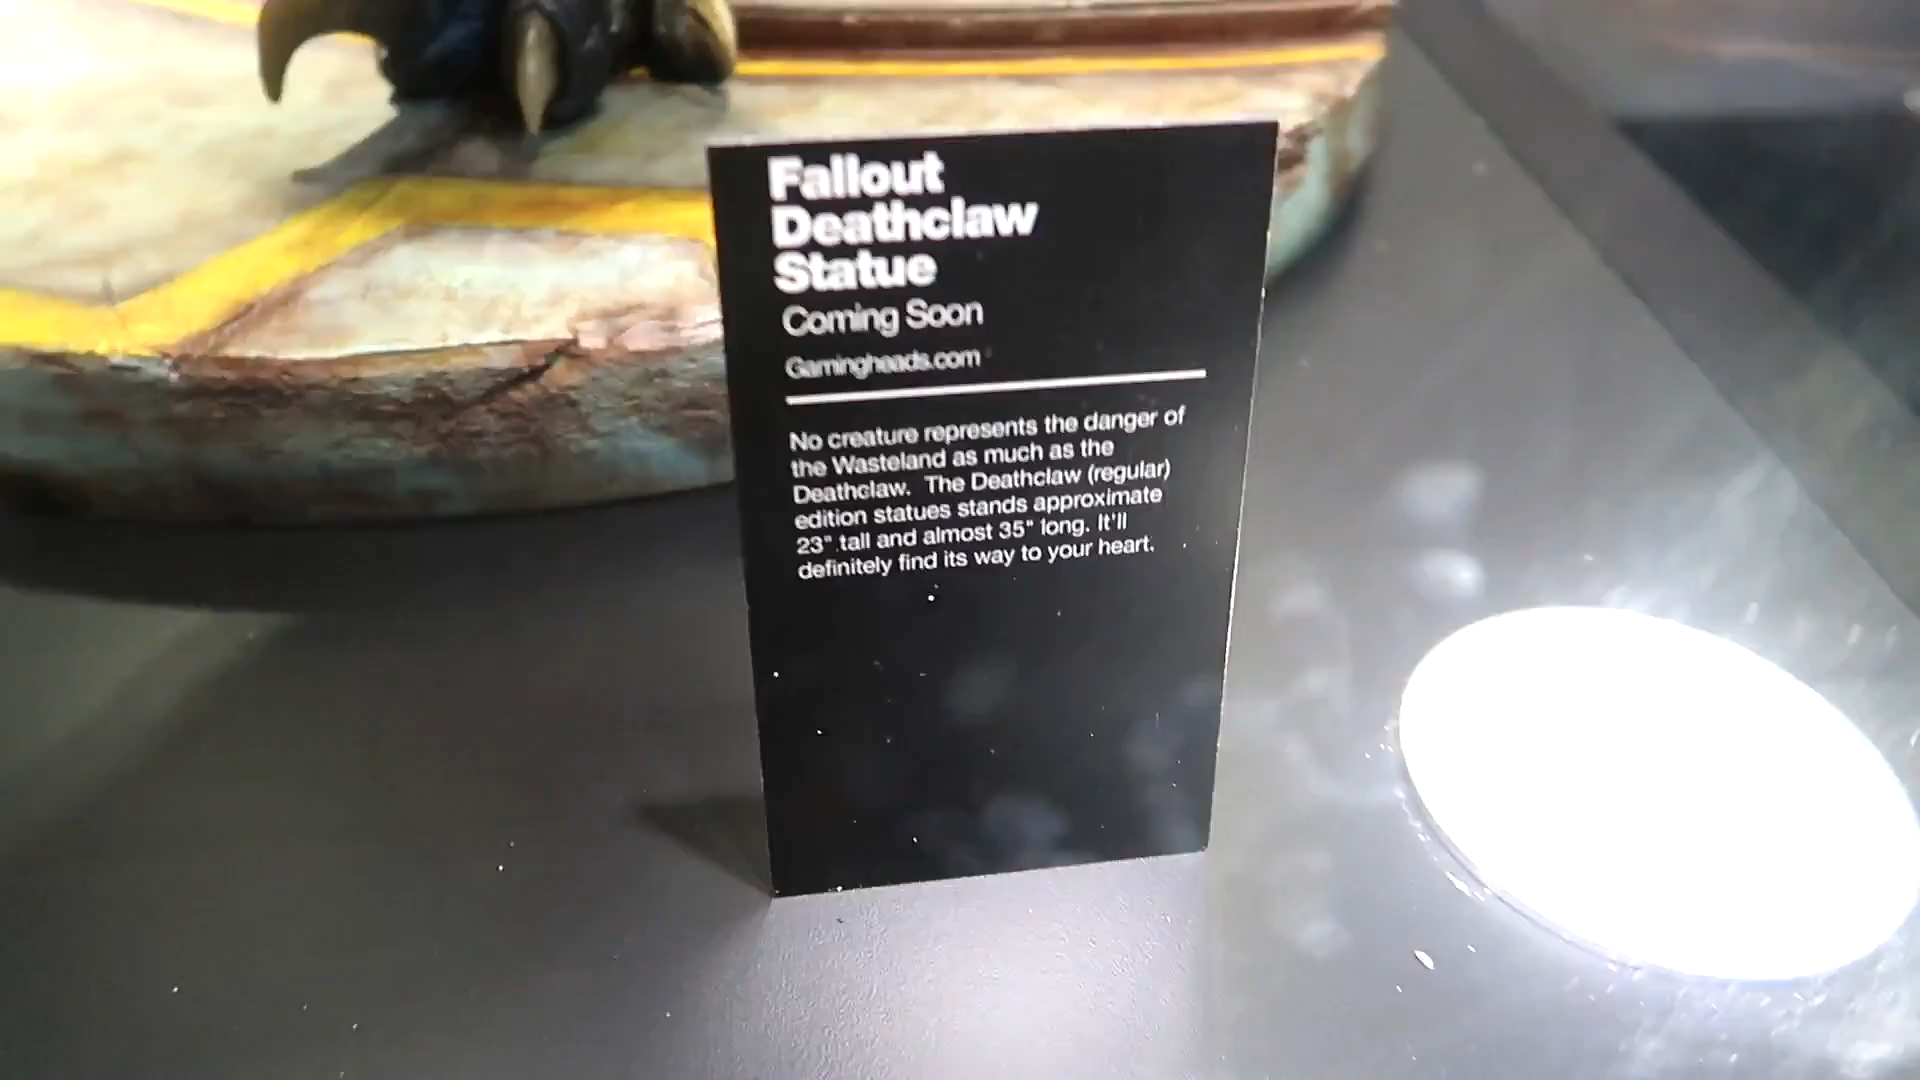 Fallout
Deathclaw
Statue
Coming Soon
Gamingheads.com
No creature represents the danger of
the Wasteland as much as the
Deathclaw. The Deathclaw (regular)
edition statues stands approximate
23" tall and almost 35" long. It'll
definitely find its way to your heart.